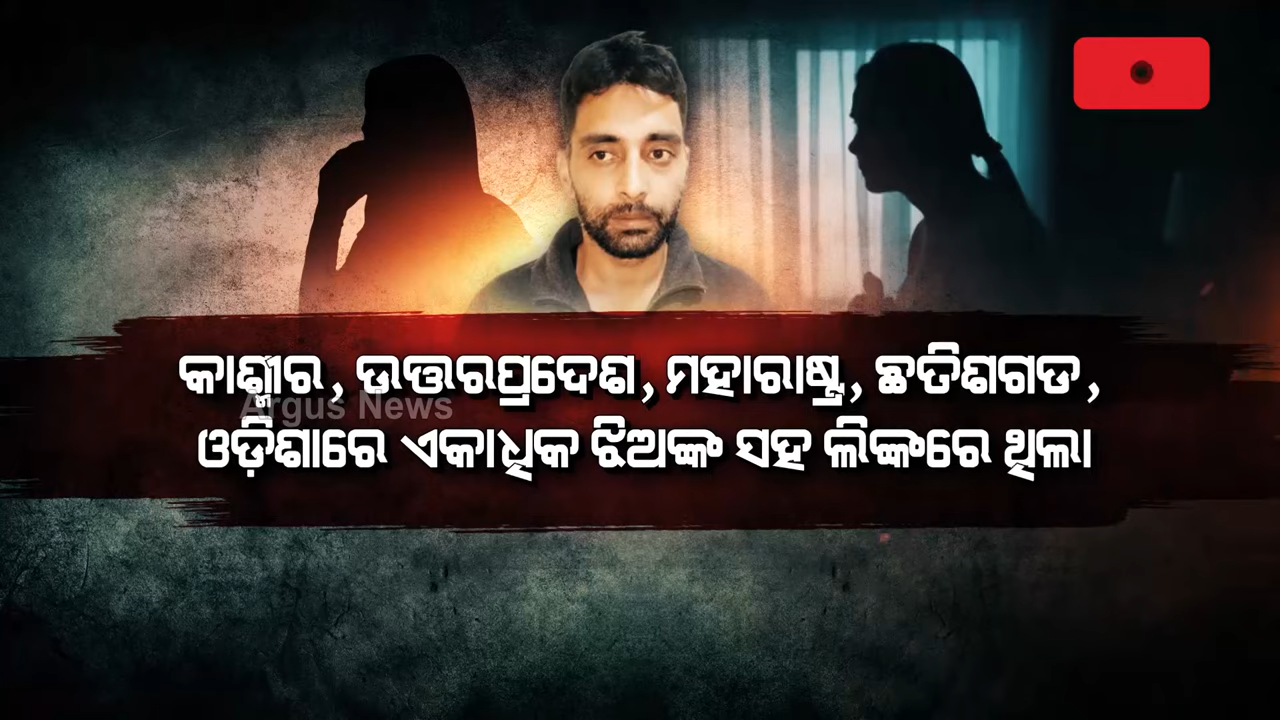 କାଶ୍ମୀର, ଉତ୍ତରପ୍ରଦେଶ, ମହାରାଷ୍ଟ୍ର, ଛତିଶଗଡ,
Argus News
ଓଡ଼ିଶାରେ ଏକାଧିକ ଝିଅଙ୍କ ସହ ଲିଙ୍କରେ ଥିଲା